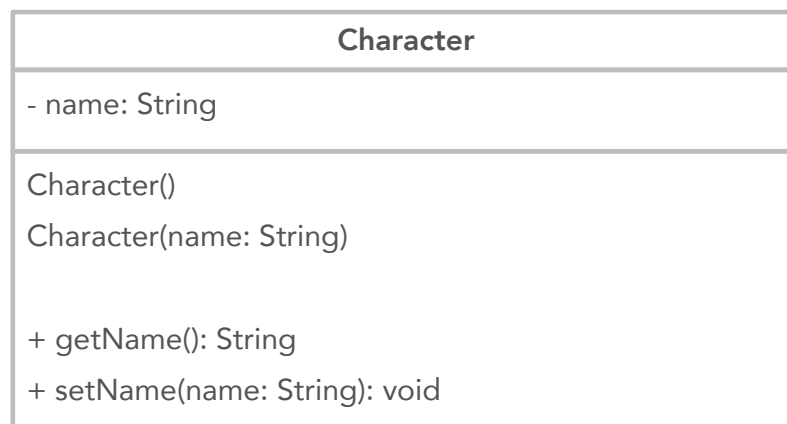 Character
- name: String
Character()
Character(name: String)
+ getName(): String
+ setName(name: String): void